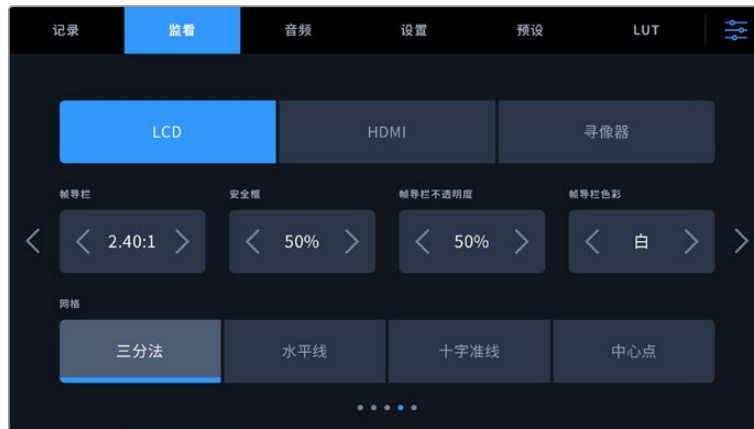 记录 监看 音频 设置 预设 LUT
LCD HDMI 寻像器
帧导栏 安全框 帧导栏不透明度 帧导栏色彩
2.40:1 50% 50% 白
网格
三分法 水平线 十字准线 中心点